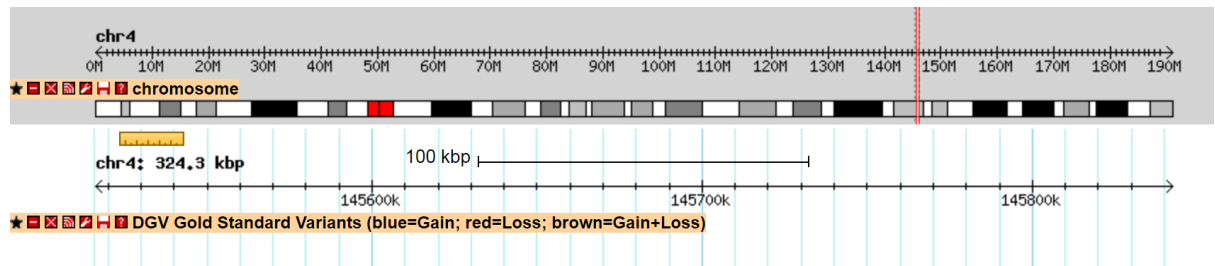 chr4
0M 10M 20M 30M 40M 50M 60M 70M 80M 90M 100M 110M 120M 130M 140M 150M 160M 170M 180M 190M
chromosome
chr4: 324.3 kbp
100 kbp
145600k 145700k 145800k
DGV Gold Standard Variants (blue=Gain; red=Loss; brown=Gain+Loss)